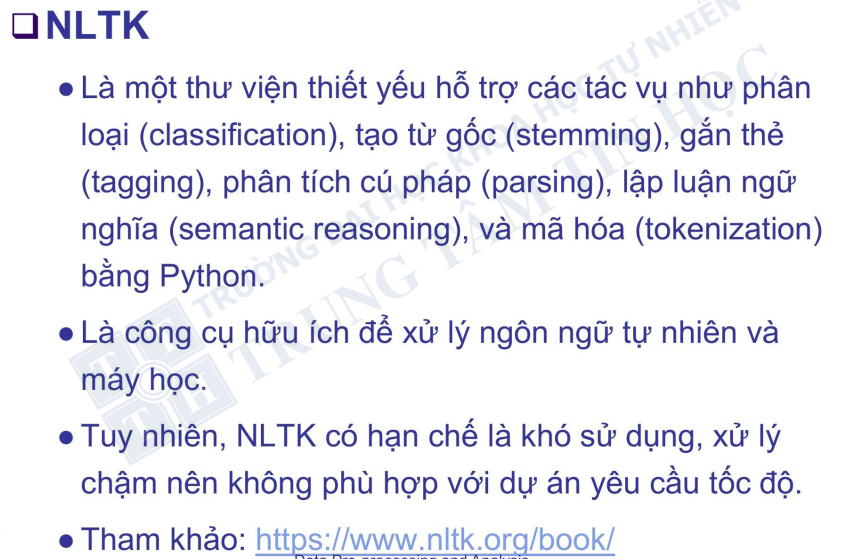 NLTK
● Là một thư viện thiết yếu hỗ trợ các tác vụ như phân
loại (classification), tạo từ gốc (stemming), gắn thẻ
(tagging), phân tích cú pháp (parsing), lập luận ngữ
nghĩa (semantic reasoning), và mã hóa (tokenization)
bằng Python.
● Là công cụ hữu ích để xử lý ngôn ngữ tự nhiên và
máy học.
● Tuy nhiên, NLTK có hạn chế là khó sử dụng, xử lý
chậm nên không phù hợp với dự án yêu cầu tốc độ.
● Tham khảo: https://www.nltk.org/book/
Data Pre-processing and Analysis
TRƯỜNG ĐẠI HỌC KHOA HỌC TỰ NHIÊN
TRUNG TÂM TIN HỌC